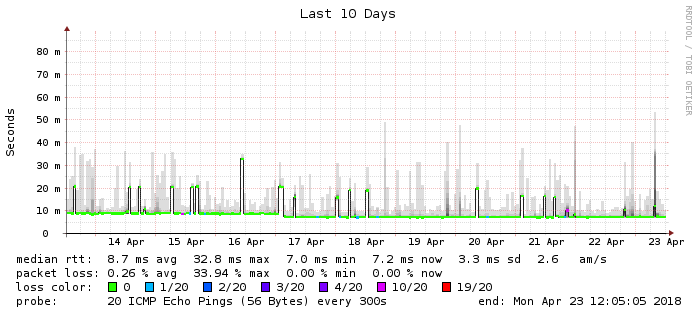 Last 10 Days
RRDTOOL / TOBI OETIKER
Seconds
80 m
70 m
60 m
50 m
40 m
30 m
20 m
10 m
0
14 Apr 15 Apr 16 Apr 17 Apr 18 Apr 19 Apr 20 Apr 21 Apr 22 Apr 23 Apr
median rtt: 8.7 ms avg 32.8 ms max 7.0 ms min 7.2 ms now 3.3 ms sd 2.6 am/s
packet loss: 0.26 % avg 33.94 % max 0.00 % min 0.00 % now
loss color: 0 1/20 2/20 3/20 4/20 10/20 19/20
probe: 20 ICMP Echo Pings (56 Bytes) every 300s end: Mon Apr 23 12:05:05 2018